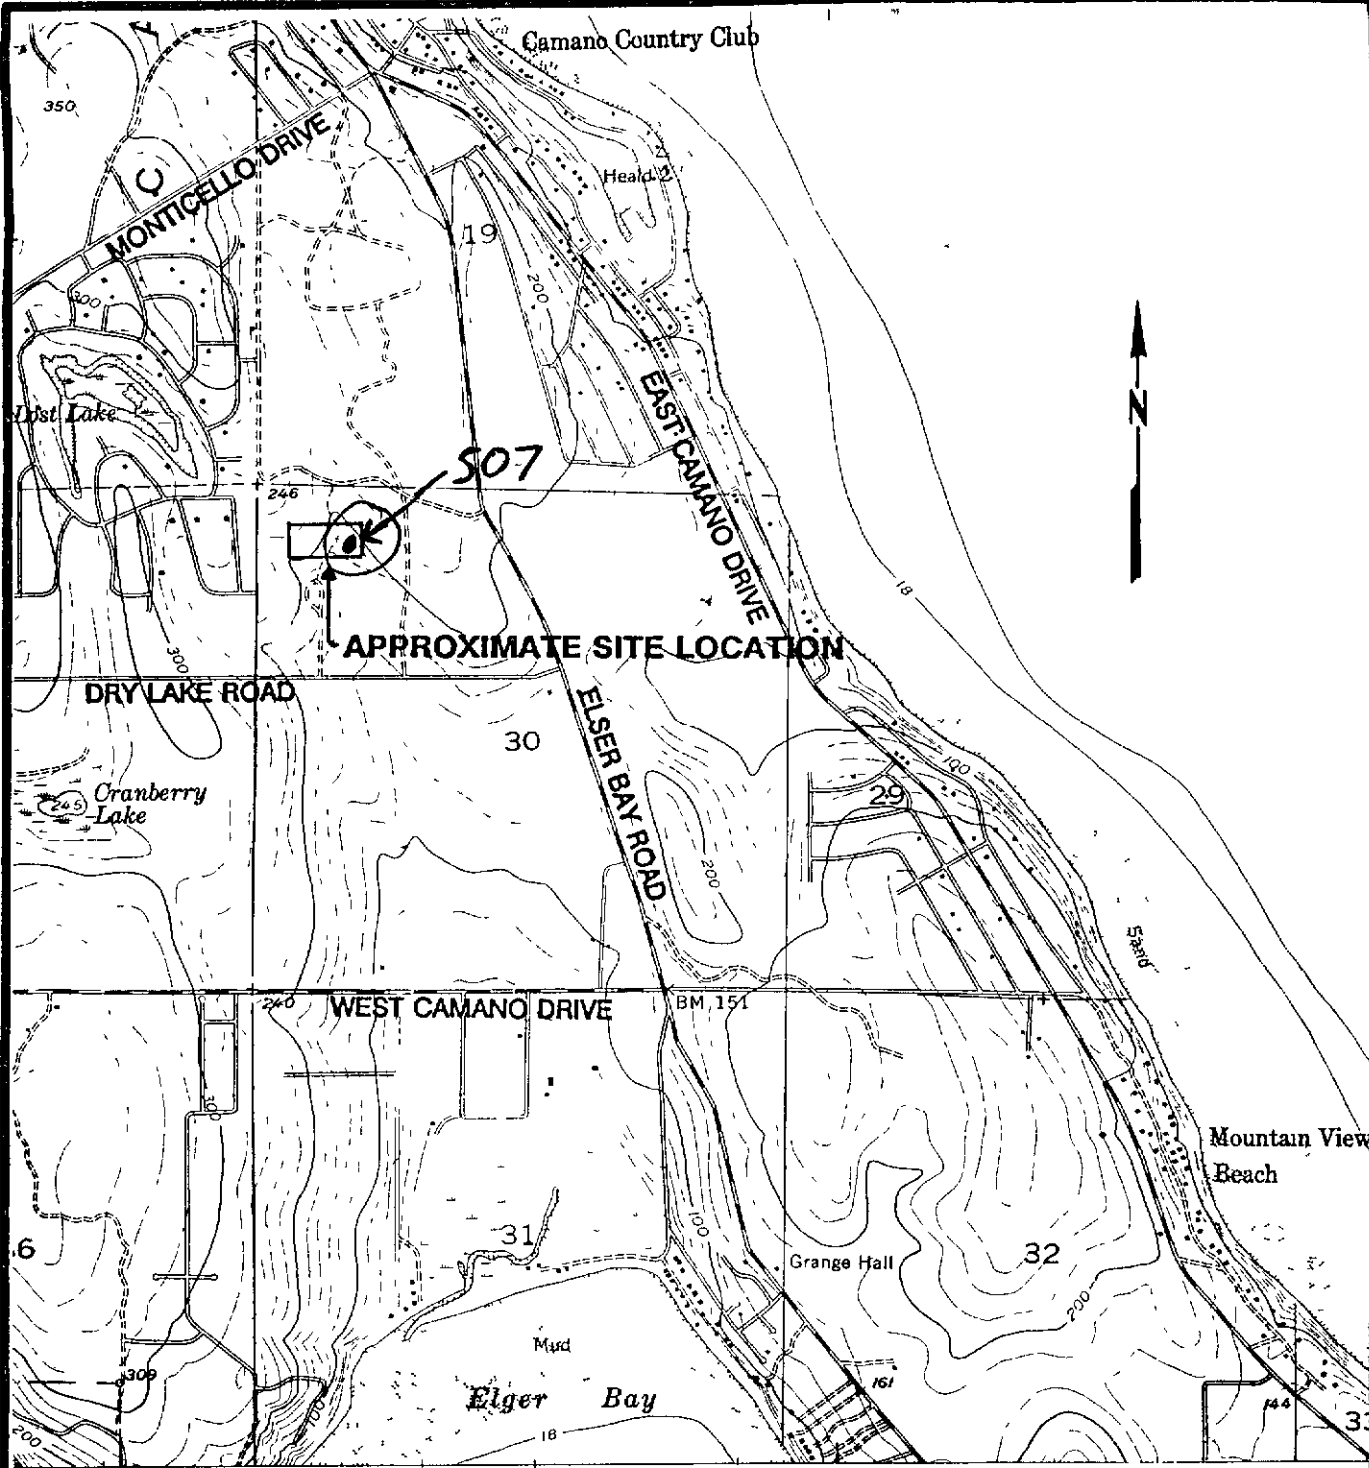 Camano Country Club
350
MONTICELLO DRIVE
Heald 2
19
200
300
EAST CAMANO DRIVE
Lost Lake
N
507
246
18
APPROXIMATE SITE LOCATION
300
DRY LAKE ROAD
ELSER BAY ROAD
30
100
29
245
Cranberry
Lake
200
Sand
240
WEST CAMANO DRIVE
BM 151
300
Mountain View
Beach
100
31
6
Grange Hall
32
200
Mud
309
161
Elger Bay
144
100
200
18